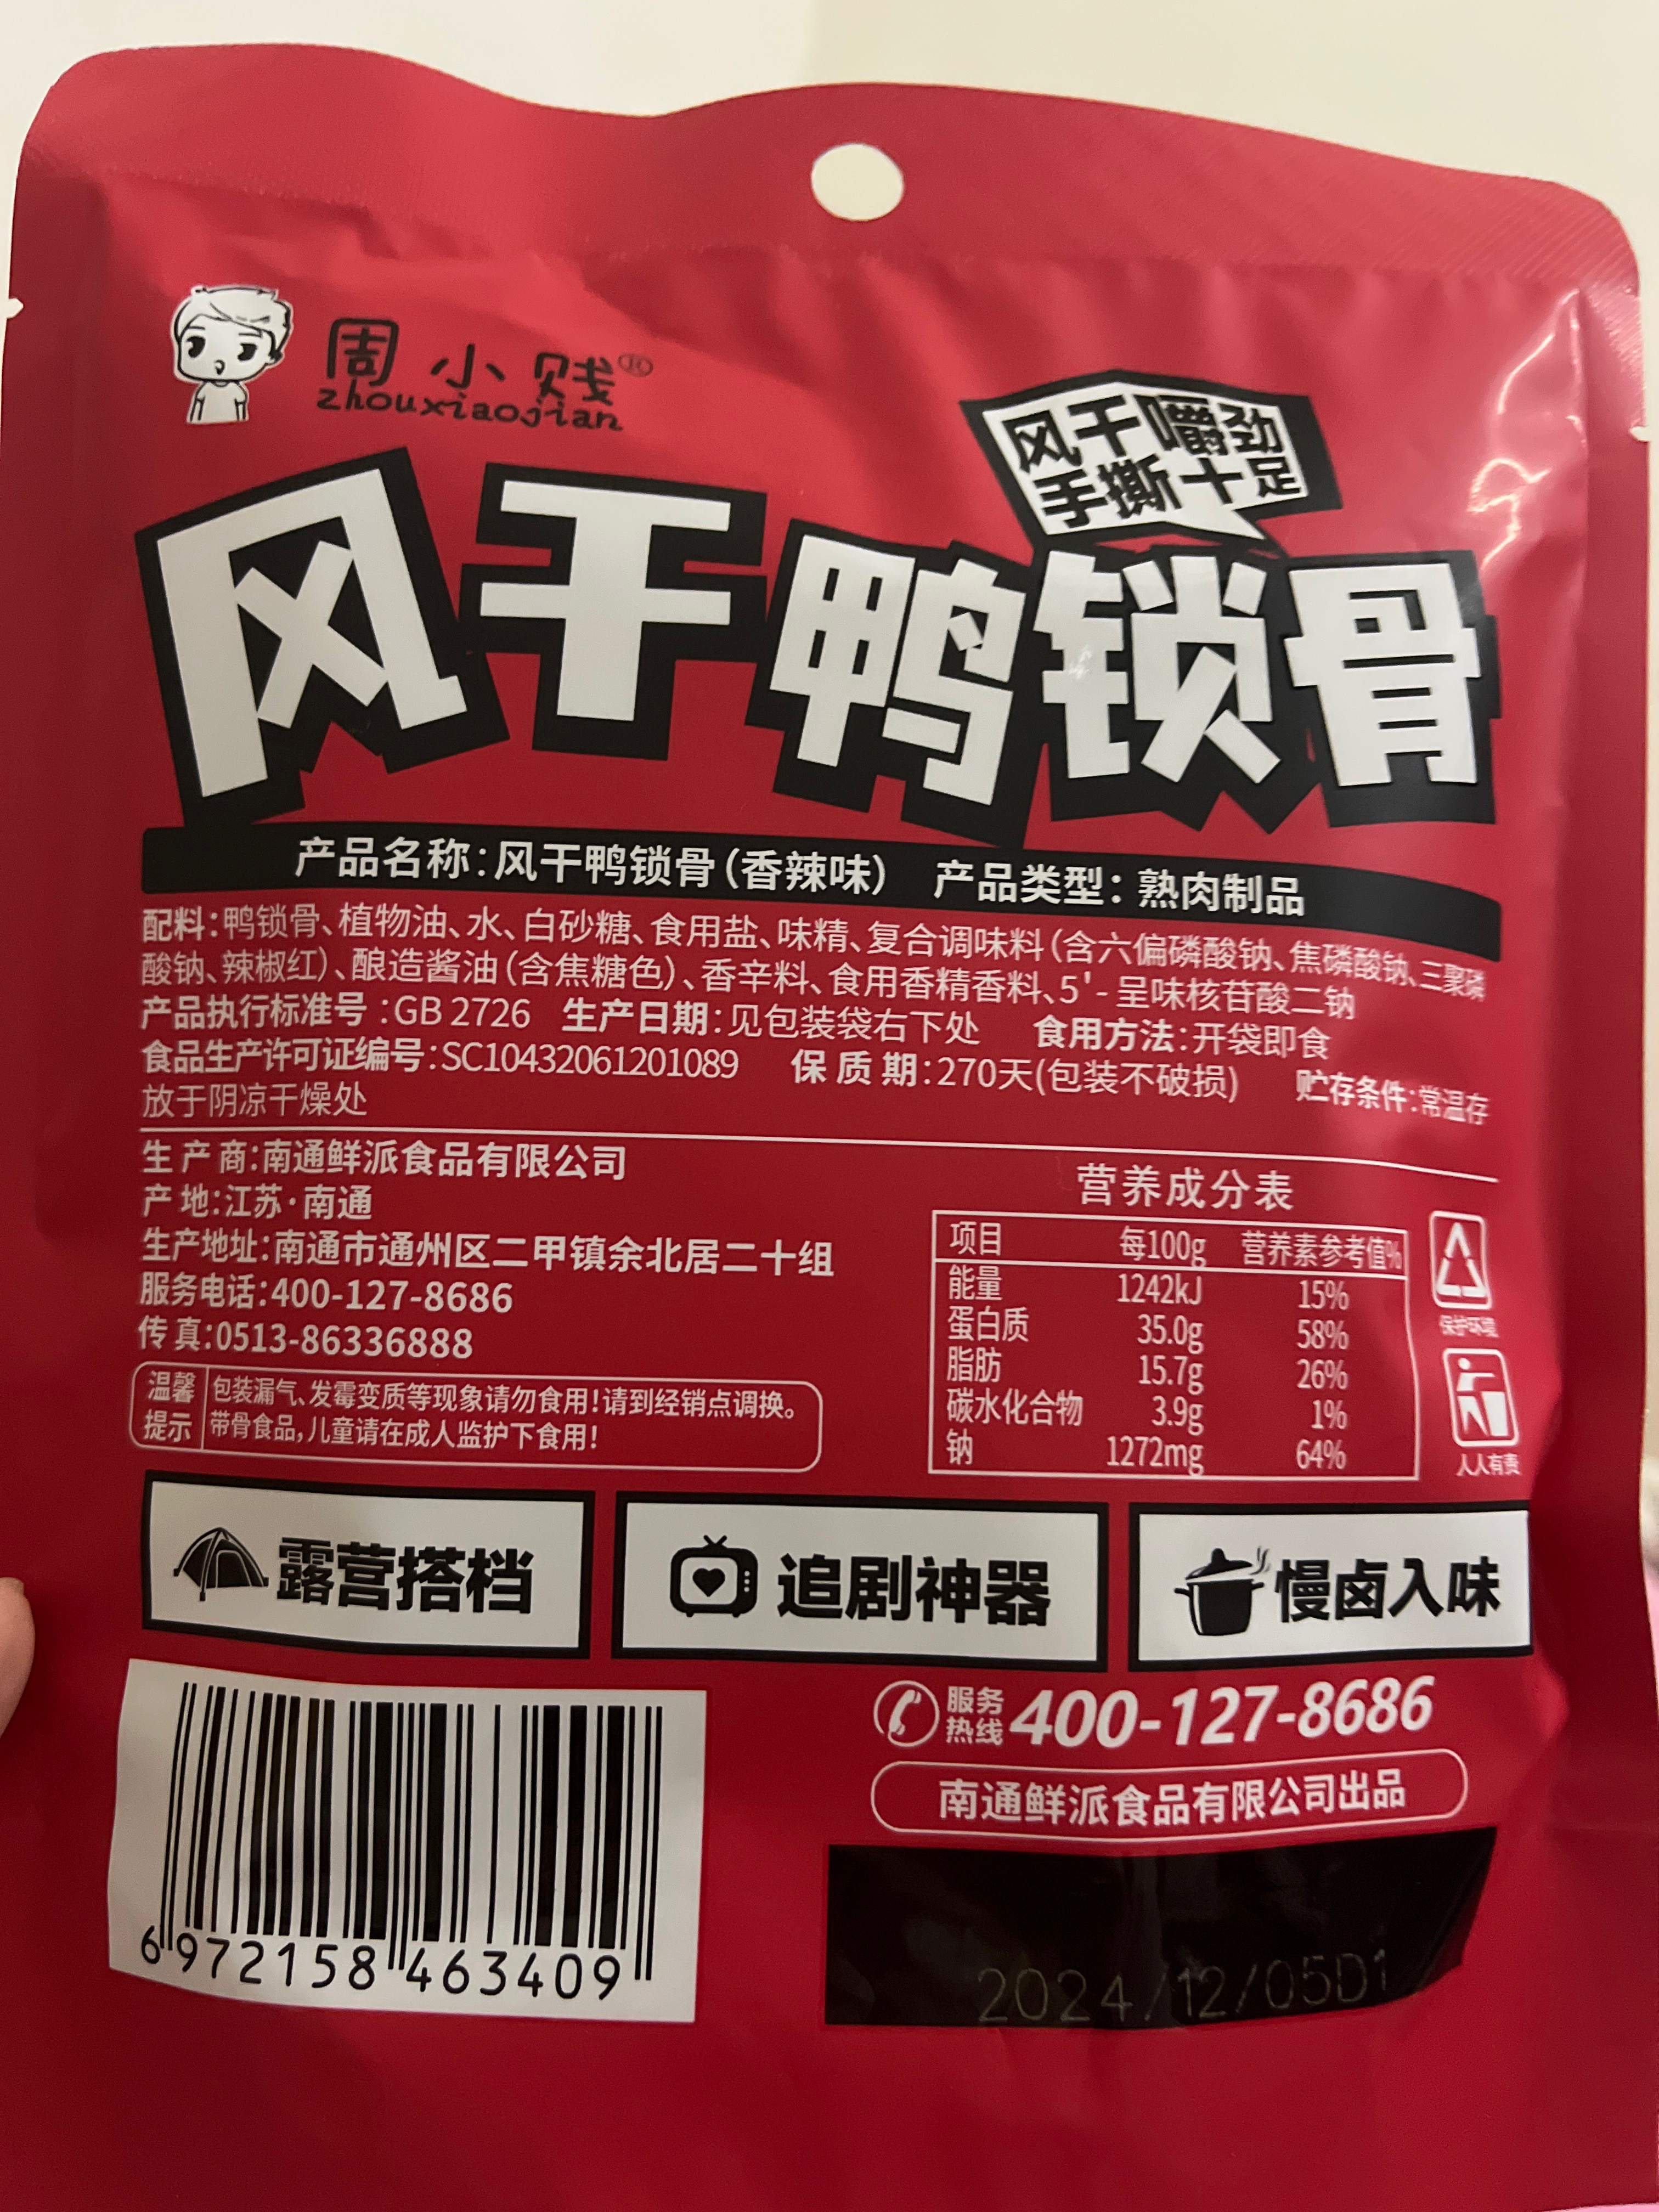 周小贱®
zhouxiaojian
风干嚼劲
手撕十足
风干鸭锁骨
产品名称:风干鸭锁骨(香辣味) 产品类型:熟肉制品
配料:鸭锁骨、植物油、水、白砂糖、食用盐、味精、复合调味料(含六偏磷酸钠、焦磷酸钠、三聚磷
酸钠、辣椒红)、酿造酱油(含焦糖色)、香辛料、食用香精香料、5'-呈味核苷酸二钠
产品执行标准号:GB 2726 生产日期:见包装袋右下处 食用方法:开袋即食
食品生产许可证编号:SC10432061201089 保质期:270天(包装不破损) 贮存条件:常温存
放于阴凉干燥处
生产商:南通鲜派食品有限公司
产地:江苏·南通
生产地址:南通市通州区二甲镇余北居二十组
服务电话:400-127-8686
传真:0513-86336888
温馨提示
包装漏气、发霉变质等现象请勿食用!请到经销点调换。
带骨食品,儿童请在成人监护下食用!
营养成分表
项目 每100g 营养素参考值%
能量 1242kJ 15%
蛋白质 35.0g 58%
脂肪 15.7g 26%
碳水化合物 3.9g 1%
钠 1272mg 64%
保护环境
人人有责
露营搭档
追剧神器
慢卤入味
服务热线 400-127-8686
南通鲜派食品有限公司出品
6 972158 463409
2024/12/05D1